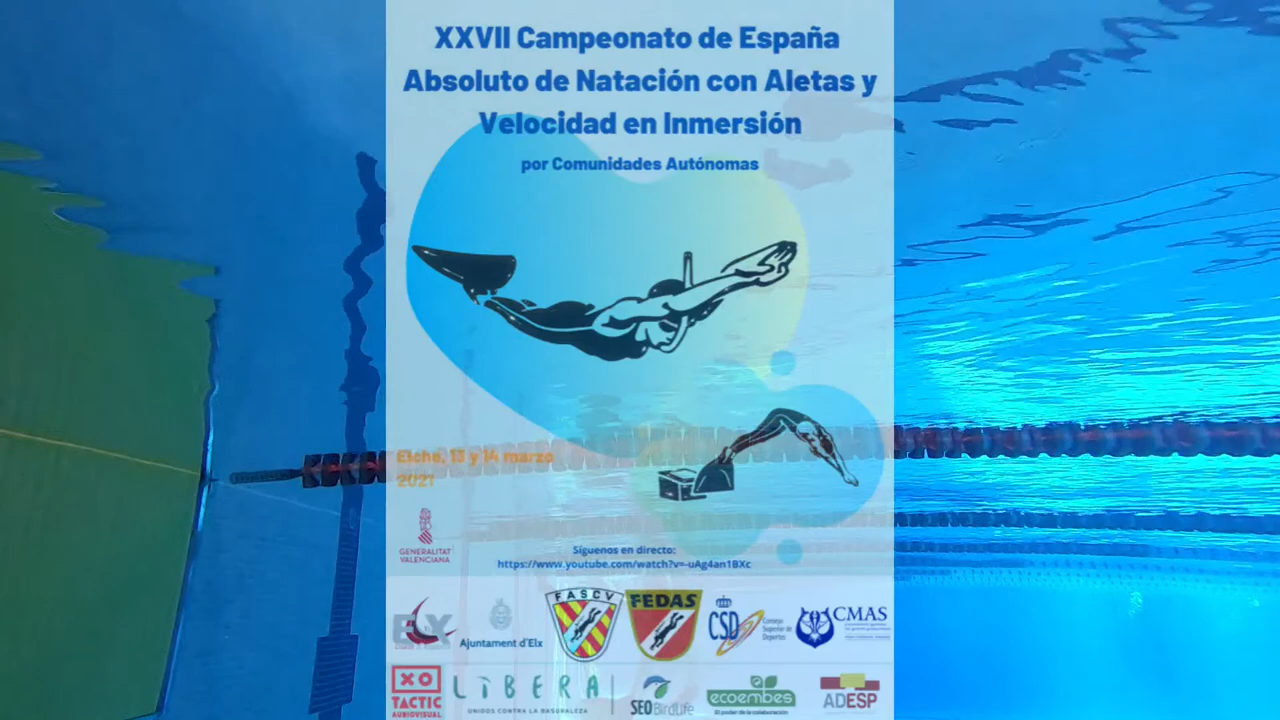 XXVII Campeonato de España
Absoluto de Natación con Aletas y
Velocidad en Inmersión
por Comunidades Autónomas
Elche, 13 y 14 marzo
2021
GENERALITAT
VALENCIANA
Síguenos en directo:
https://www.youtube.com/watch?v=-uAg4an1BXc
ELX
Ajuntament d'Elx
FASCV
FEDAS
CSD
Consejo
Superior de
Deportes
CMAS
XO
TACTIC
AUDIOVISUAL
LIBERA
UNIDOS CONTRA LA BASURALEZA
SEO BirdLife
ecoembes
El poder de la colaboración
ADESP